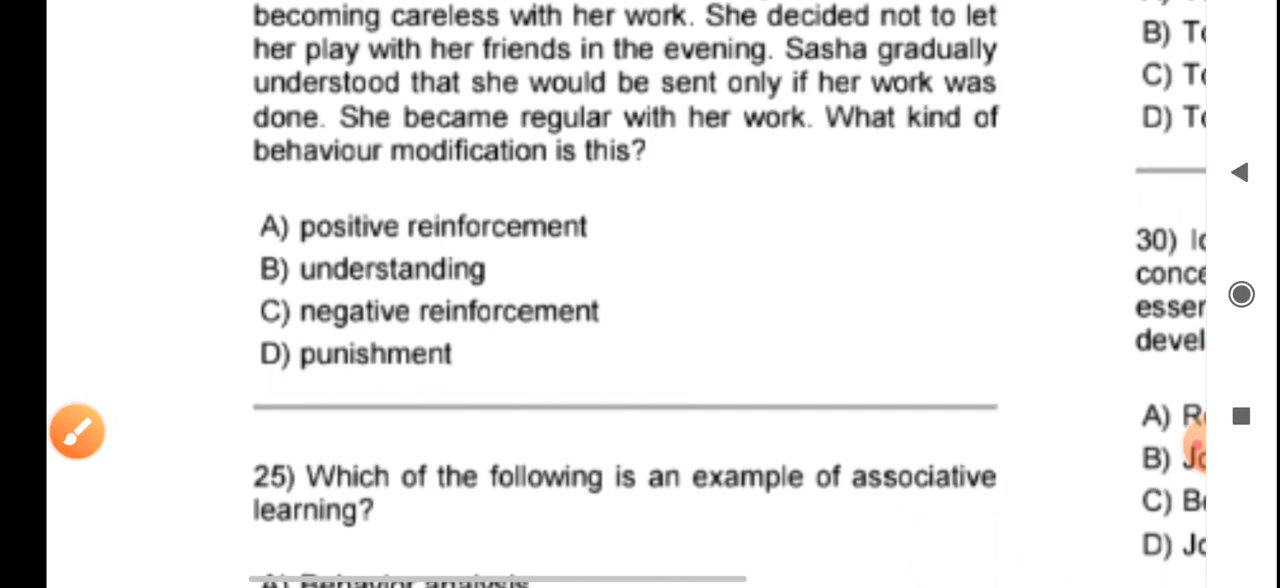 becoming careless with her work. She decided not to let
her play with her friends in the evening. Sasha gradually
understood that she would be sent only if her work was
done. She became regular with her work. What kind of
behaviour modification is this?
A) positive reinforcement
B) understanding
C) negative reinforcement
D) punishment
25) Which of the following is an example of associative
learning?
A) Behavior analysis
B)
C)
D)
30)
A)
B)
C)
D)